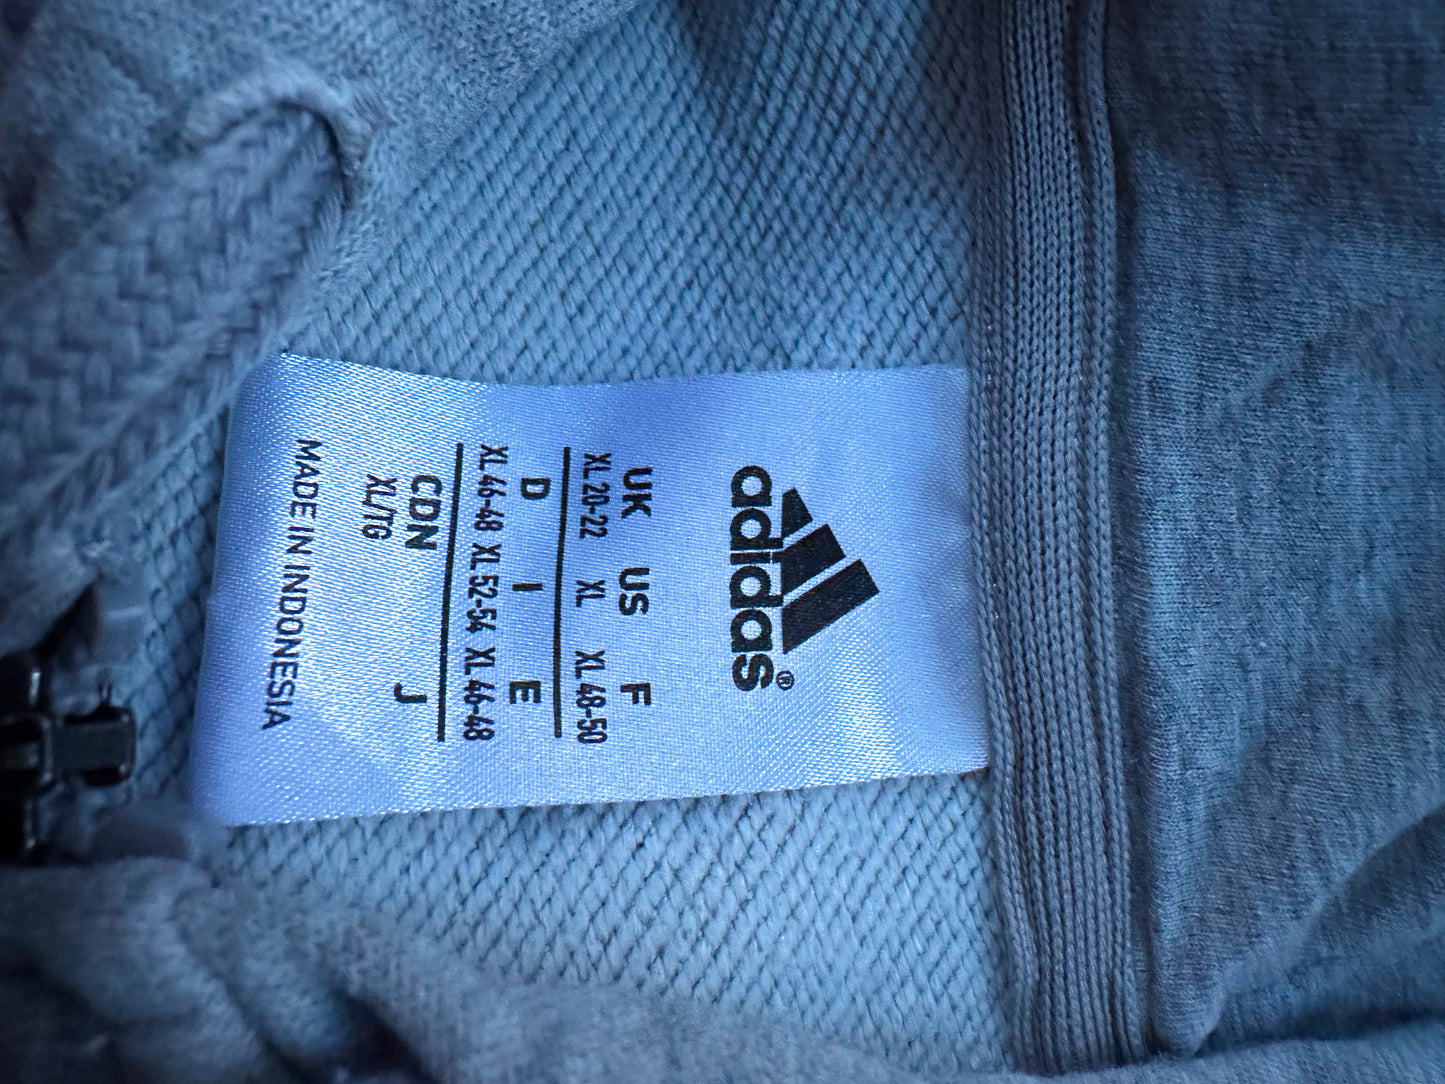 adidas®
UK US F
XL 20-22 XL XL 48-50
D I E
XL 46-48 XL 52-54 XL 46-48
CDN J
XL/TG
MADE IN INDONESIA